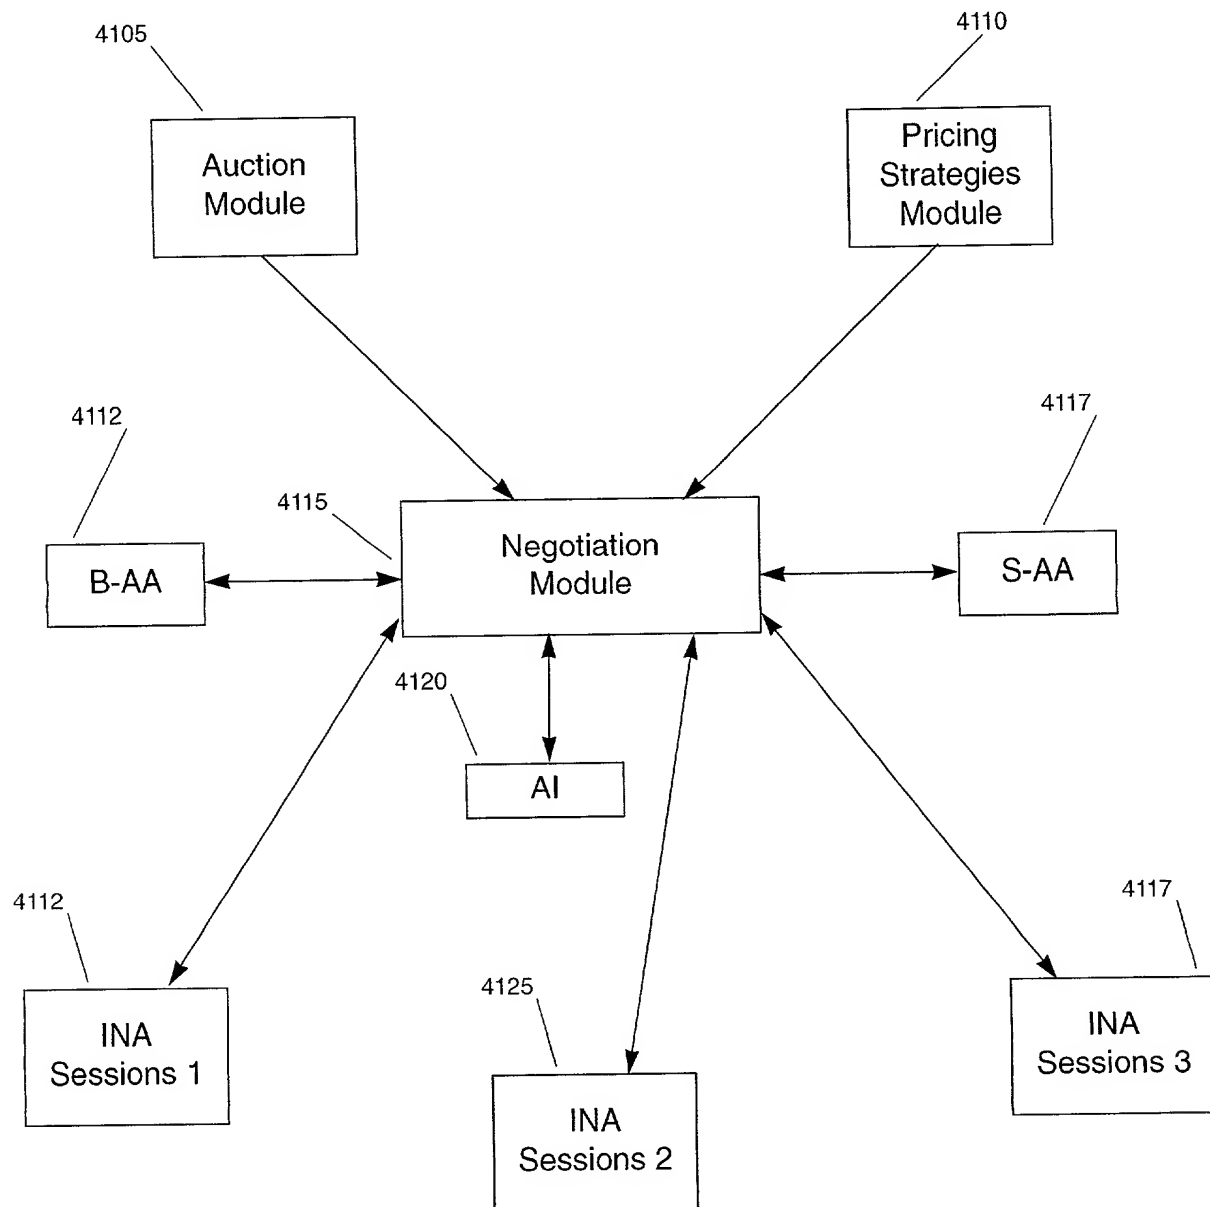 4105
4110
Auction
Module
Pricing
Strategies
Module
4112
4117
4115
Negotiation
Module
B-AA
S-AA
4120
AI
4112
4117
4125
INA
Sessions 1
INA
Sessions 3
INA
Sessions 2